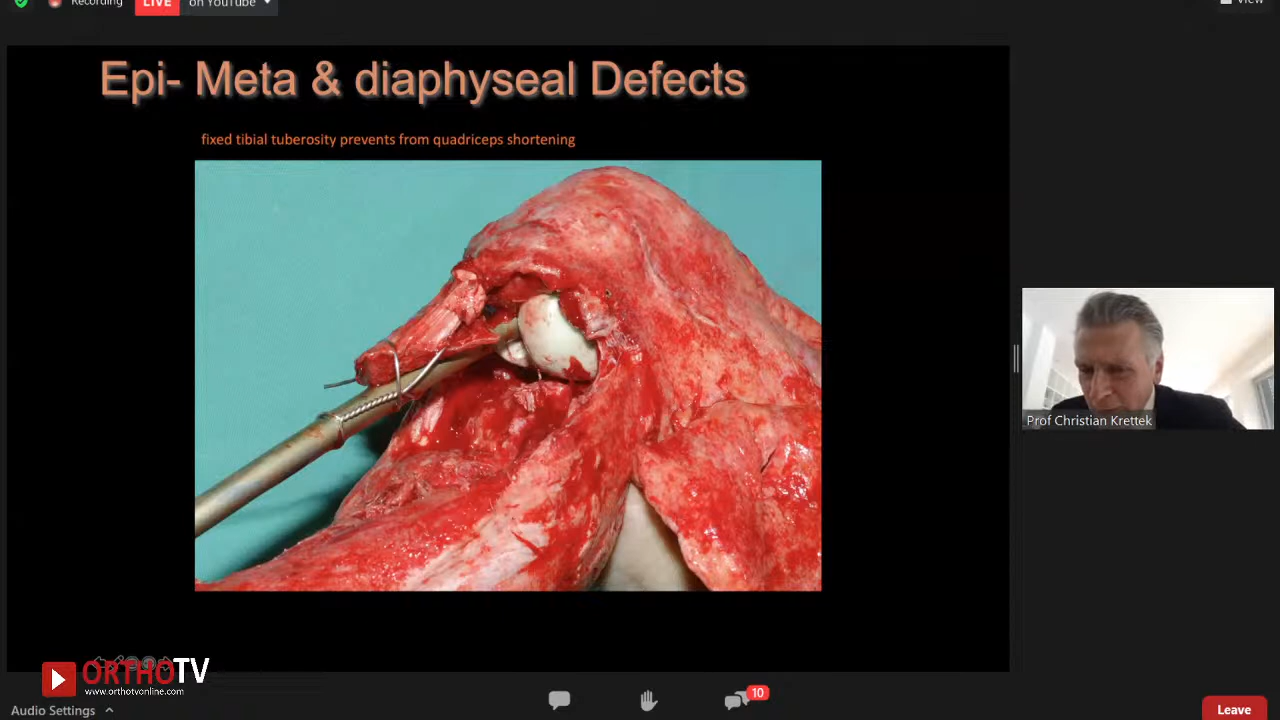 Recording
LIVE
on YouTube
View
Epi- Meta & diaphyseal Defects
fixed tibial tuberosity prevents from quadriceps shortening
Prof Christian Krettek
ORTHOTV
www.orthotvonline.com
10
Audio Settings
Leave